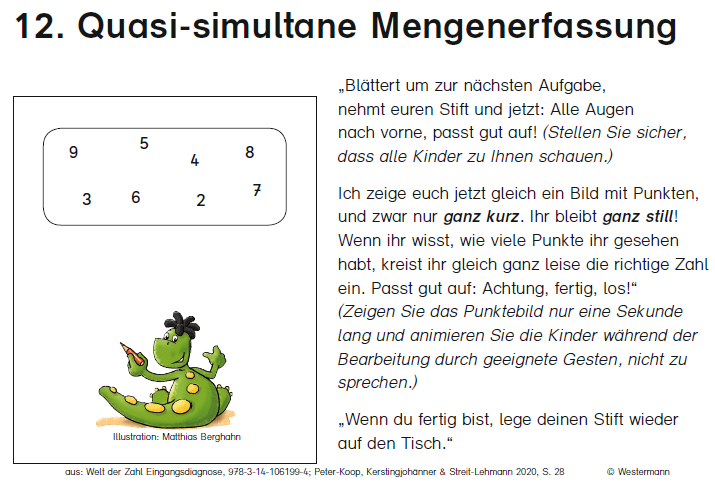 12. Quasi-simultane Mengenerfassung
9 5 4 8
3 6 2 7
Illustration: Matthias Berghahn
„Blättert um zur nächsten Aufgabe,
nehmt euren Stift und jetzt: Alle Augen
nach vorne, passt gut auf! (Stellen Sie sicher,
dass alle Kinder zu Ihnen schauen.)
Ich zeige euch jetzt gleich ein Bild mit Punkten,
und zwar nur ganz kurz. Ihr bleibt ganz still!
Wenn ihr wisst, wie viele Punkte ihr gesehen
habt, kreist ihr gleich ganz leise die richtige Zahl
ein. Passt gut auf: Achtung, fertig, los!“
(Zeigen Sie das Punktebild nur eine Sekunde
lang und animieren Sie die Kinder während der
Bearbeitung durch geeignete Gesten, nicht zu
sprechen.)
„Wenn du fertig bist, lege deinen Stift wieder
auf den Tisch.“
aus: Welt der Zahl Eingangsdiagnose, 978-3-14-106199-4; Peter-Koop, Kerstingjohänner & Streit-Lehmann 2020, S. 28 © Westermann